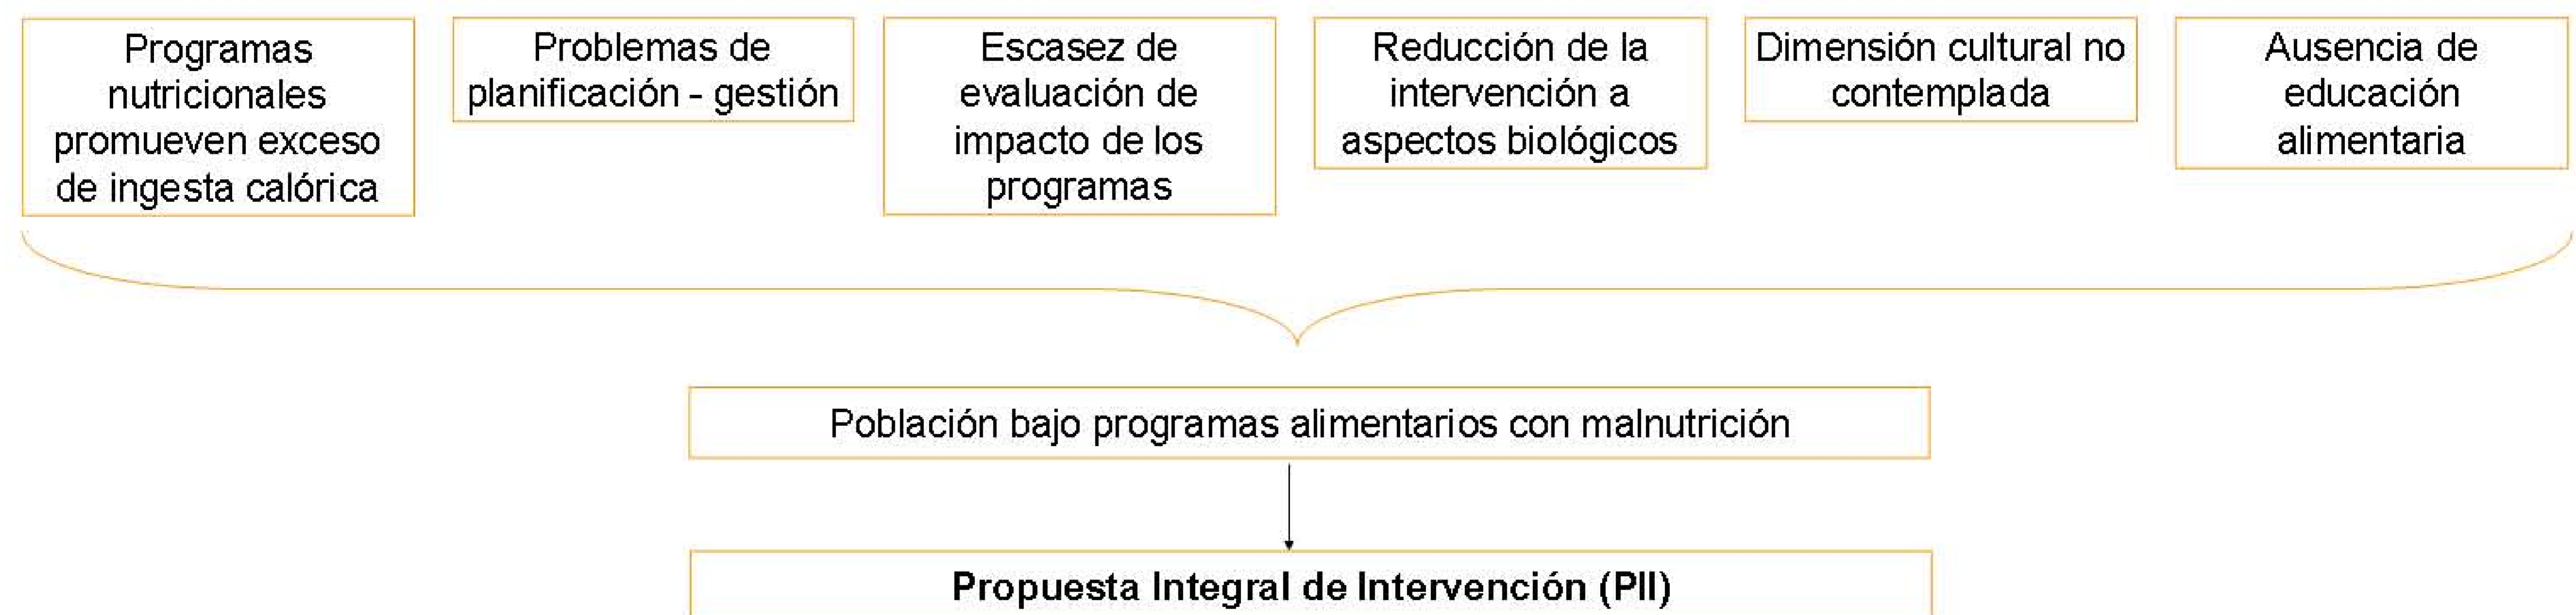 Programas
nutricionales
promueven exceso
de ingesta calórica
Problemas de
planificación - gestión
Escasez de
evaluación de
impacto de los
programas
Reducción de la
intervención a
aspectos biológicos
Dimensión cultural no
contemplada
Ausencia de
educación
alimentaria
Población bajo programas alimentarios con malnutrición
Propuesta Integral de Intervención (PII)